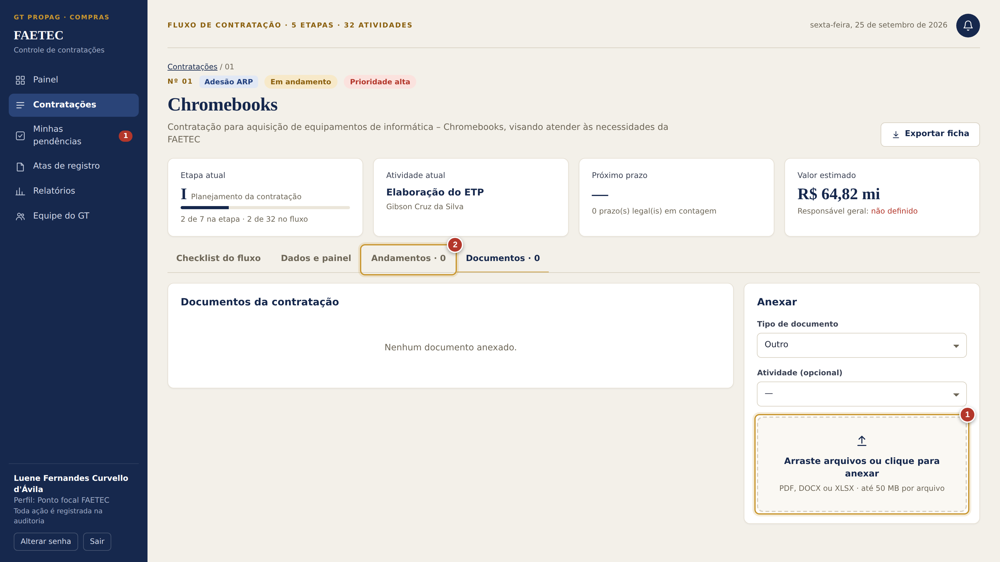 GT PROPAG · COMPRAS
FAETEC
Controle de contratações
Painel
Contratações
Minhas
pendências
1
Atas de registro
Relatórios
Equipe do GT
Luene Fernandes Curvello
d'Ávila
Perfil: Ponto focal FAETEC
Toda ação é registrada na
auditoria
Alterar senha
Sair
FLUXO DE CONTRATAÇÃO · 5 ETAPAS · 32 ATIVIDADES
sexta-feira, 25 de setembro de 2026
Contratações / 01
Nº 01
Adesão ARP
Em andamento
Prioridade alta
Chromebooks
Contratação para aquisição de equipamentos de informática – Chromebooks, visando atender às necessidades da
FAETEC
Exportar ficha
Etapa atual
I Planejamento da contratação
2 de 7 na etapa · 2 de 32 no fluxo
Atividade atual
Elaboração do ETP
Gibson Cruz da Silva
Próximo prazo
—
0 prazo(s) legal(is) em contagem
Valor estimado
R$ 64,82 mi
Responsável geral: não definido
Checklist do fluxo
Dados e painel
Andamentos · 0
2
Documentos · 0
Documentos da contratação
Nenhum documento anexado.
Anexar
Tipo de documento
Outro
Atividade (opcional)
—
1
Arraste arquivos ou clique para
anexar
PDF, DOCX ou XLSX · até 50 MB por arquivo